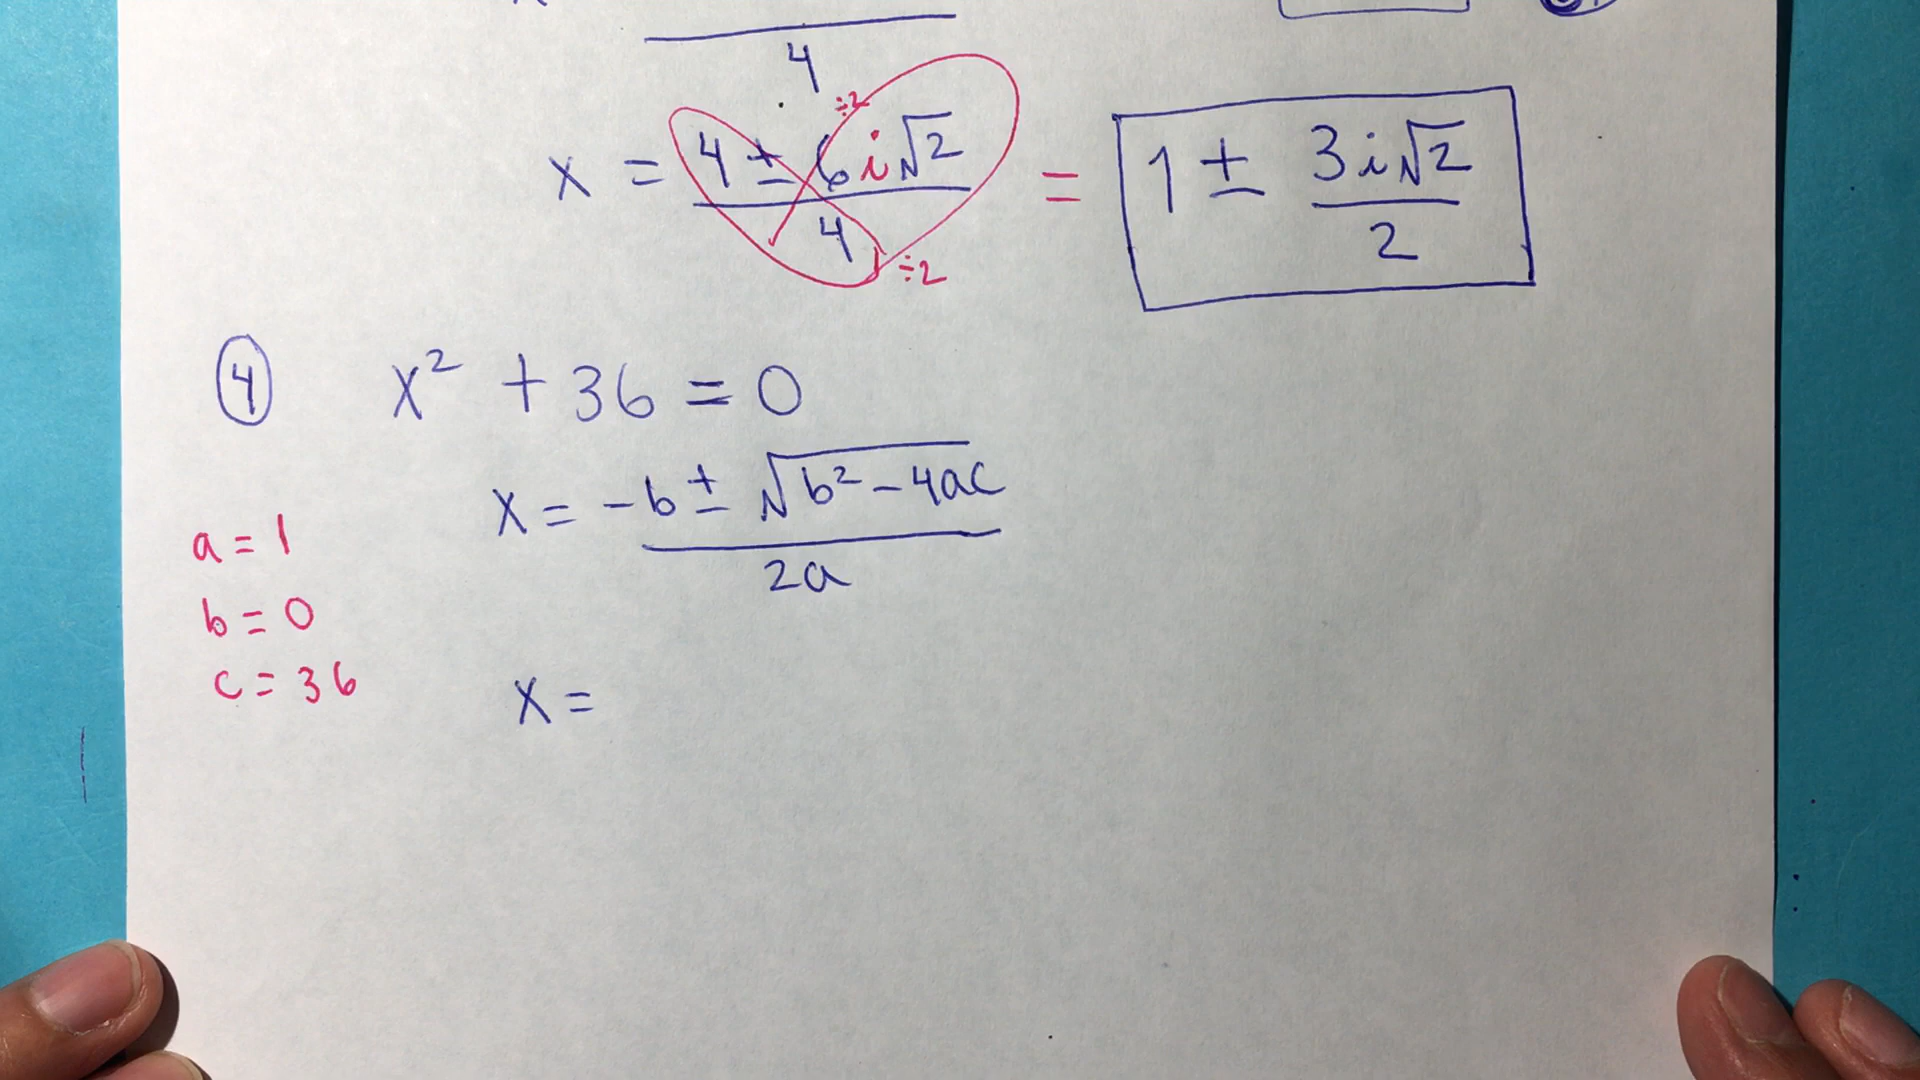 4
÷2
x = 4 ± 6i√2 / 4 = 1 ± 3i√2 / 2
÷2
④ x² + 36 = 0
x = -b ± √b² - 4ac / 2a
a = 1
b = 0
c = 36
x =